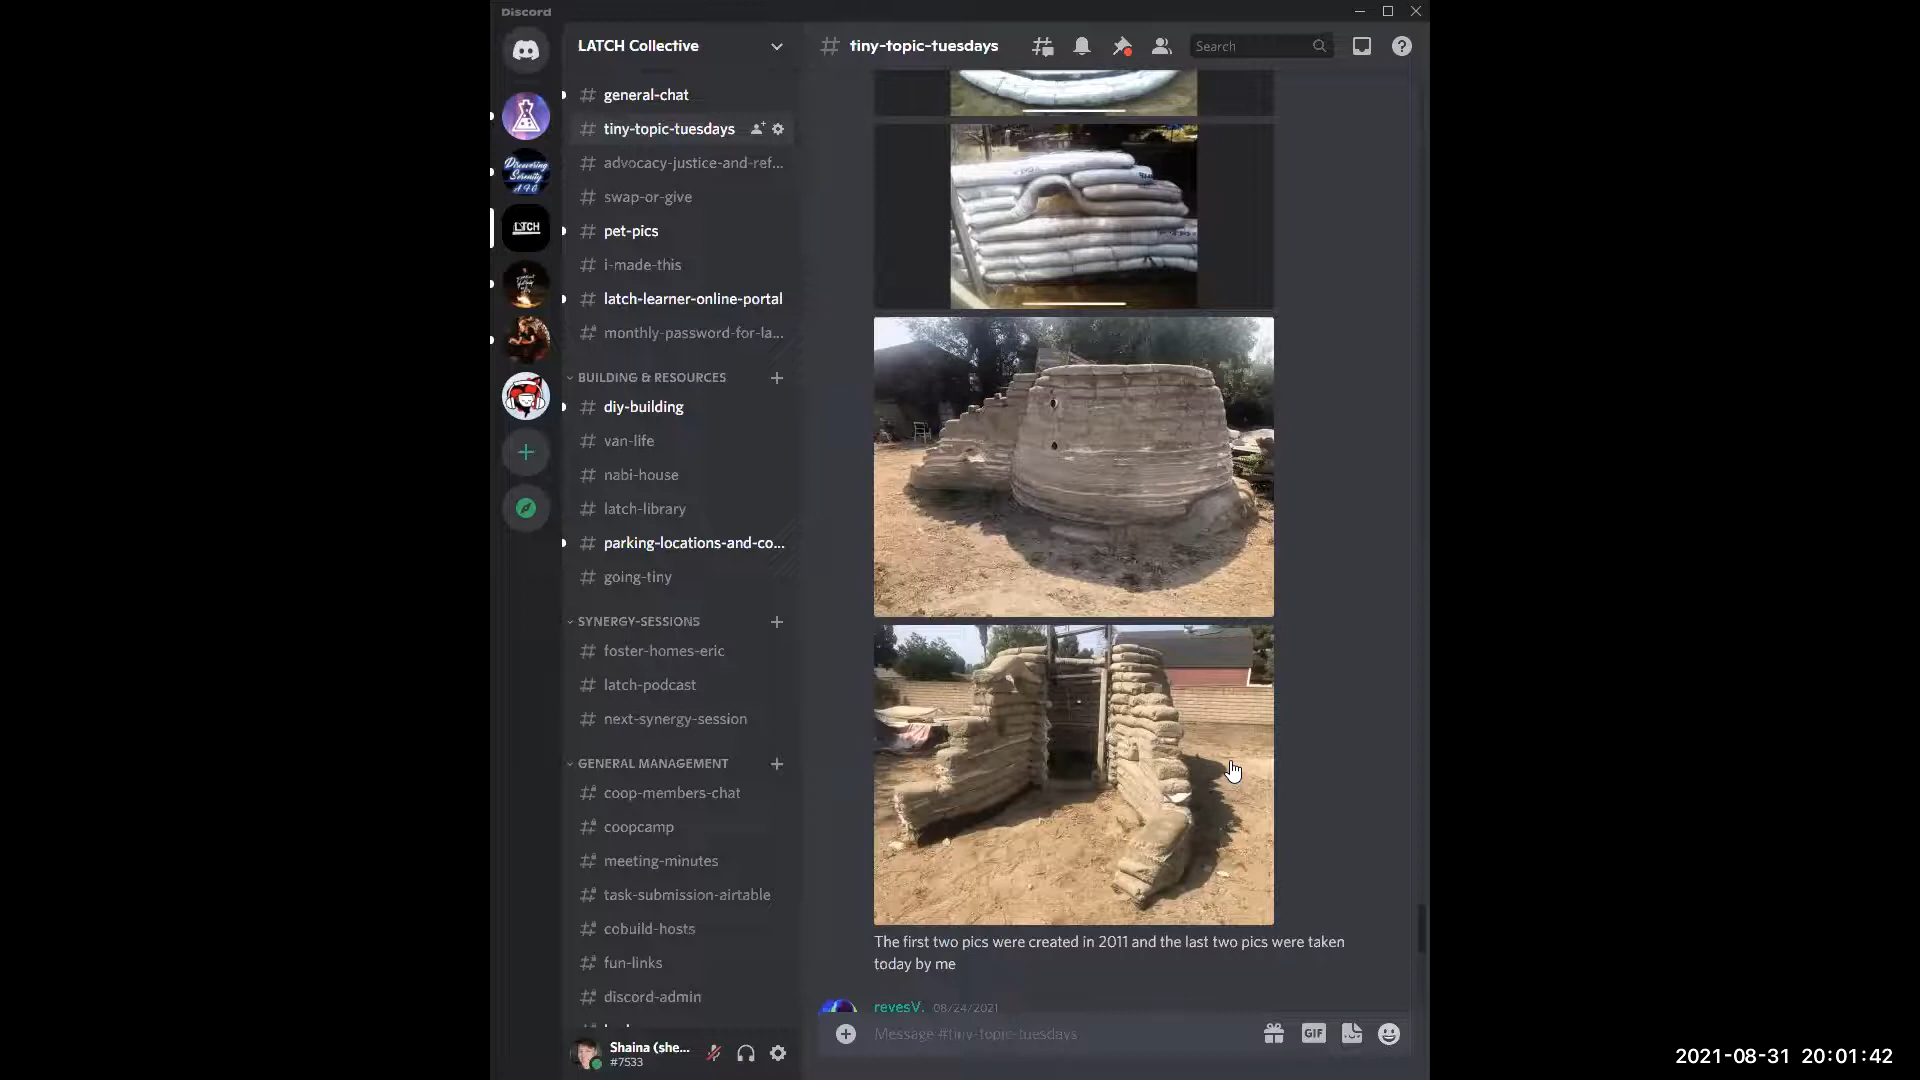 Discord
LATCH Collective
tiny-topic-tuesdays
Search
general-chat
tiny-topic-tuesdays
advocacy-justice-and-ref...
swap-or-give
pet-pics
i-made-this
latch-learner-online-portal
monthly-password-for-la...
BUILDING & RESOURCES
diy-building
van-life
nabi-house
latch-library
parking-locations-and-co...
going-tiny
SYNERGY-SESSIONS
foster-homes-eric
latch-podcast
next-synergy-session
GENERAL MANAGEMENT
coop-members-chat
coopcamp
meeting-minutes
task-submission-airtable
cobuild-hosts
fun-links
discord-admin
Shaina (she...
#7533
Discovering
Serenity
LATCH
The first two pics were created in 2011 and the last two pics were taken
today by me
reyesV. 08/24/2021
Message #tiny-topic-tuesdays
GIF
2021-08-31 20:01:42